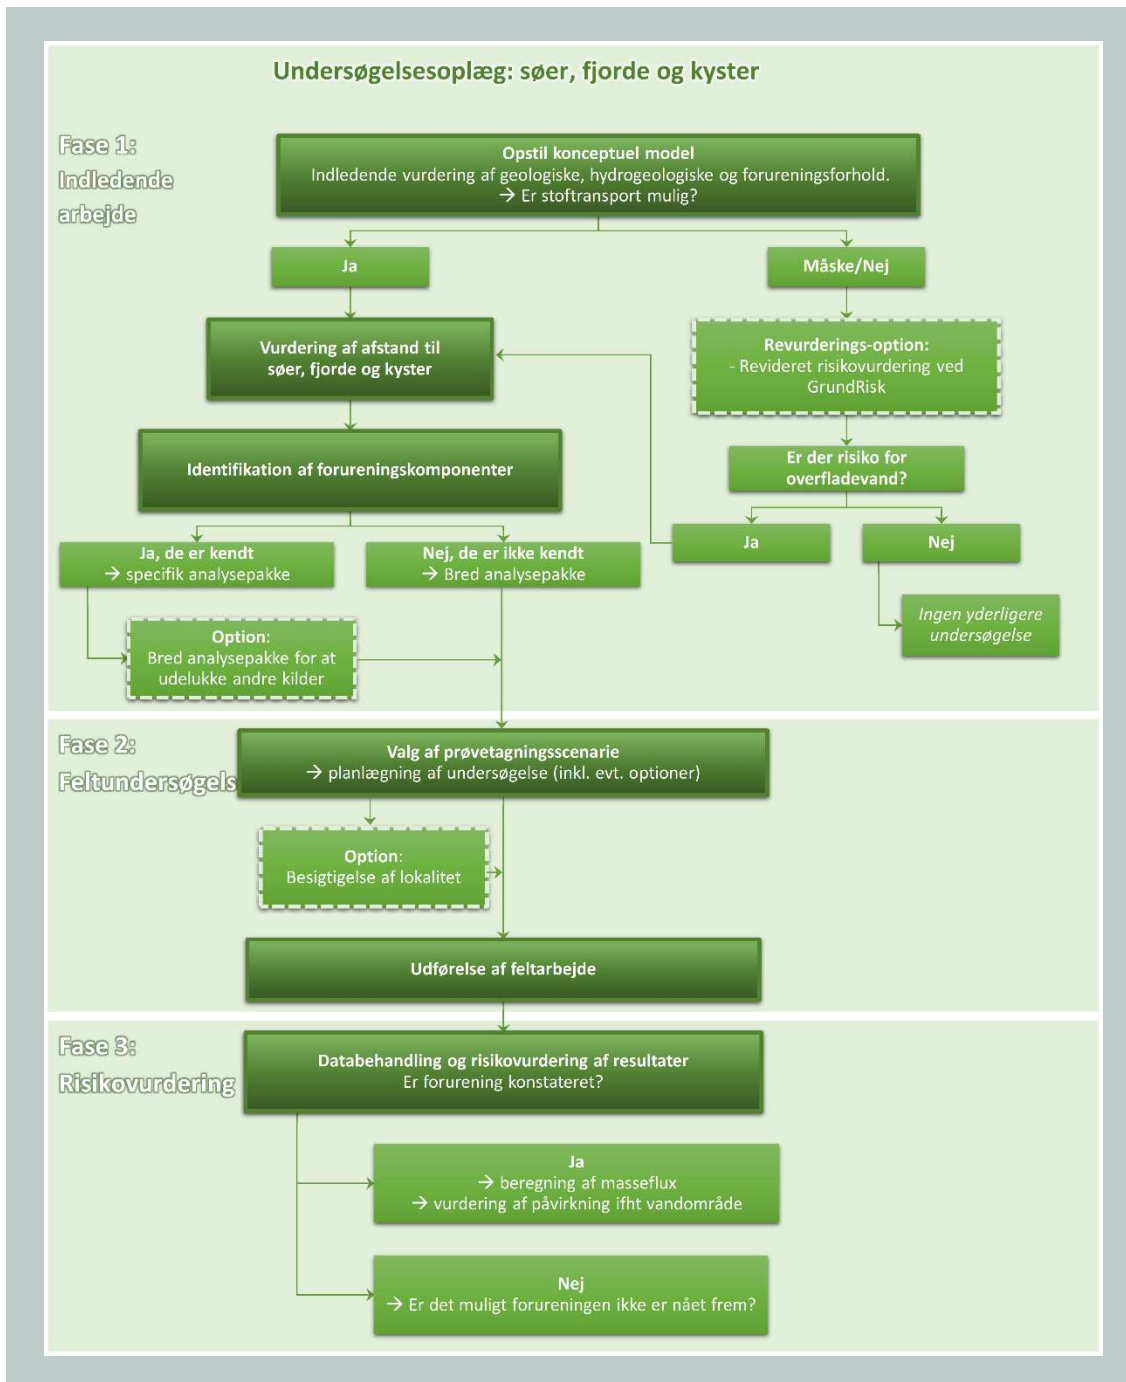 Undersøgelsesoplæg: søer, fjorde og kyster
Fase 1:
Indledende
arbejde
Opstil konceptuel model
Indledende vurdering af geologiske, hydrogeologiske og forureningsforhold.
→ Er stoftransport mulig?
Ja
Måske/Nej
Vurdering af afstand til
søer, fjorde og kyster
Revurderings-option:
- Revideret risikovurdering ved
GrundRisk
Identifikation af forureningskomponenter
Er der risiko for
overfladevand?
Ja, de er kendt
→ specifik analysepakke
Nej, de er ikke kendt
→ Bred analysepakke
Ja
Nej
Option:
Bred analysepakke for at
udelukke andre kilder
Ingen yderligere
undersøgelse
Fase 2:
Feltundersøgels
Valg af prøvetagningsscenarie
→ planlægning af undersøgelse (inkl. evt. optioner)
Option:
Besigtigelse af lokalitet
Udførelse af feltarbejde
Fase 3:
Risikovurdering
Databehandling og risikovurdering af resultater
Er forurening konstateret?
Ja
→ beregning af masseflux
→ vurdering af påvirkning ifht vandområde
Nej
→ Er det muligt forureningen ikke er nået frem?